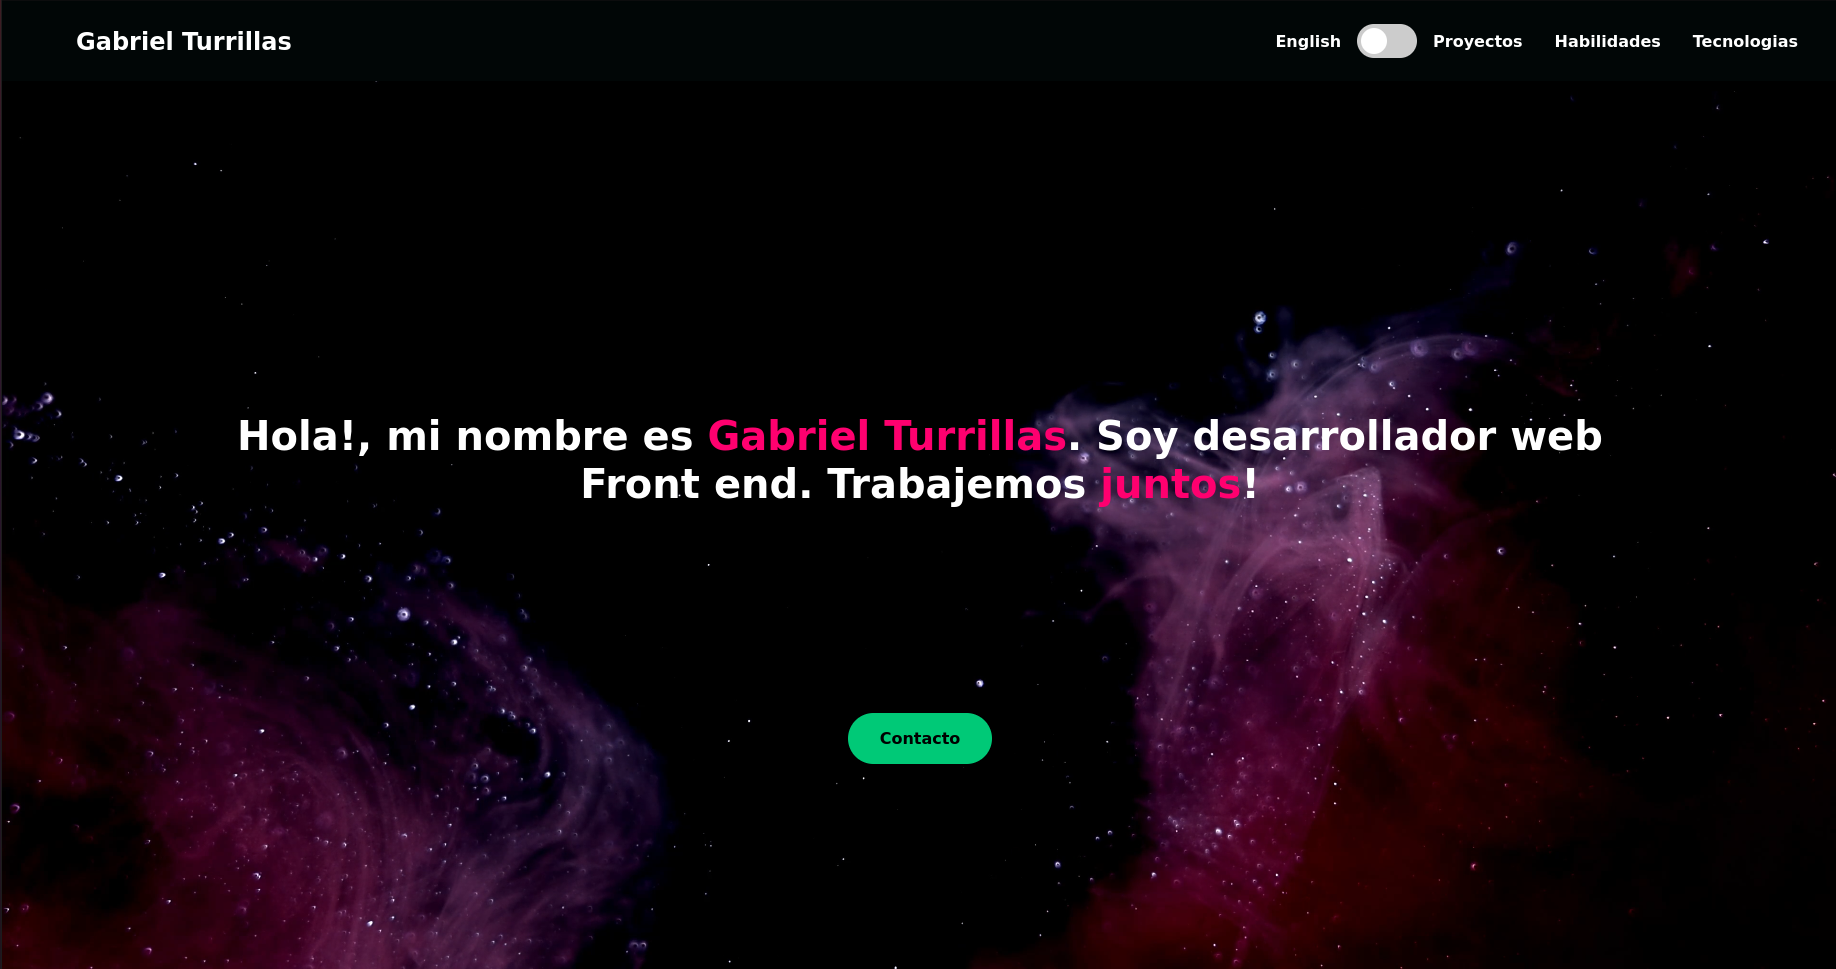 Gabriel Turrillas
English
Proyectos
Habilidades
Tecnologias
Hola!, mi nombre es Gabriel Turrillas. Soy desarrollador web
Front end. Trabajemos juntos!
Contacto